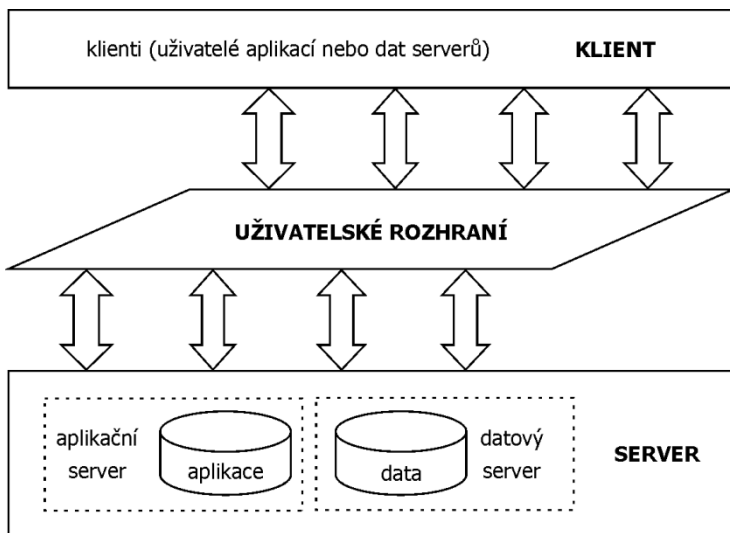 klienti (uživatelé aplikací nebo dat serverů) KLIENT
UŽIVATELSKÉ ROZHRANÍ
aplikační
server
aplikace
data
datový
server
SERVER